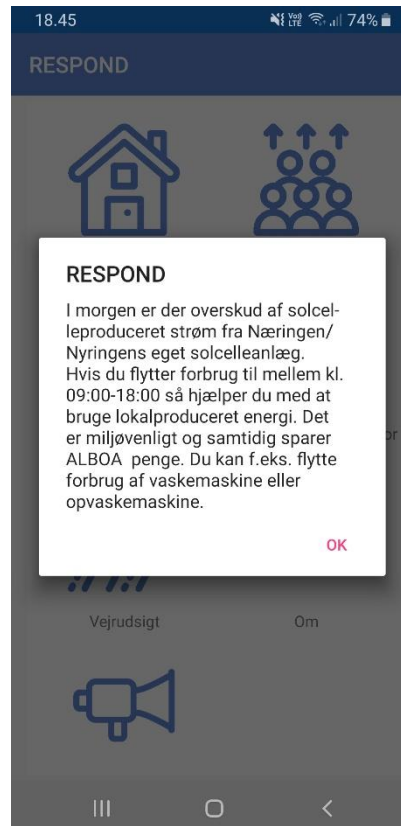 18.45
Vo)) LTE 74%
RESPOND
RESPOND
I morgen er der overskud af solcel-
leproduceret strøm fra Næringen/
Nyringens eget solcelleanlæg.
Hvis du flytter forbrug til mellem kl.
09:00-18:00 så hjælper du med at
bruge lokalproduceret energi. Det
er miljøvenligt og samtidig sparer
ALBOA penge. Du kan f.eks. flytte
forbrug af vaskemaskine eller
opvaskemaskine.
or
OK
Vejrudsigt
Om